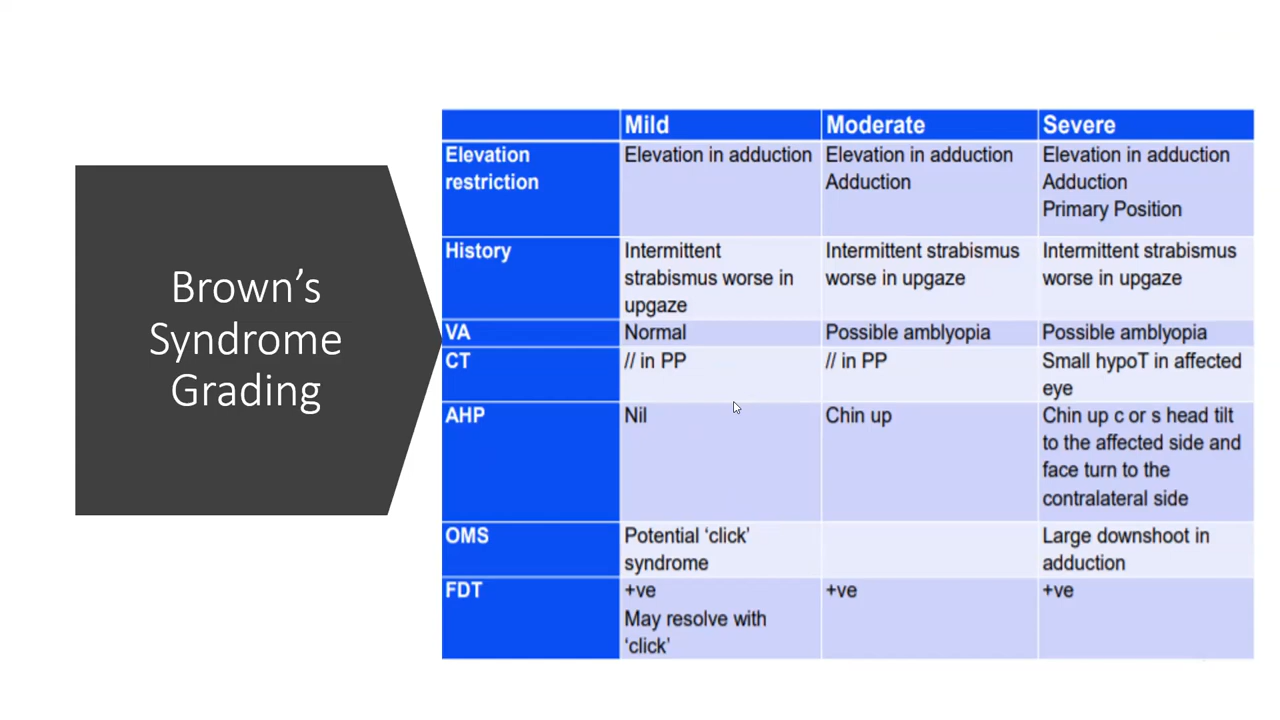 Brown's
Syndrome
Grading
Mild Moderate Severe
Elevation
restriction
Elevation in adduction
Elevation in adduction
Adduction
Elevation in adduction
Adduction
Primary Position
History
Intermittent
strabismus worse in
upgaze
Intermittent strabismus
worse in upgaze
Intermittent strabismus
worse in upgaze
VA
Normal
Possible amblyopia
Possible amblyopia
CT
// in PP
// in PP
Small hypoT in affected
eye
AHP
Nil
Chin up
Chin up c or s head tilt
to the affected side and
face turn to the
contralateral side
OMS
Potential ‘click’
syndrome
Large downshoot in
adduction
FDT
+ve
May resolve with
‘click’
+ve
+ve